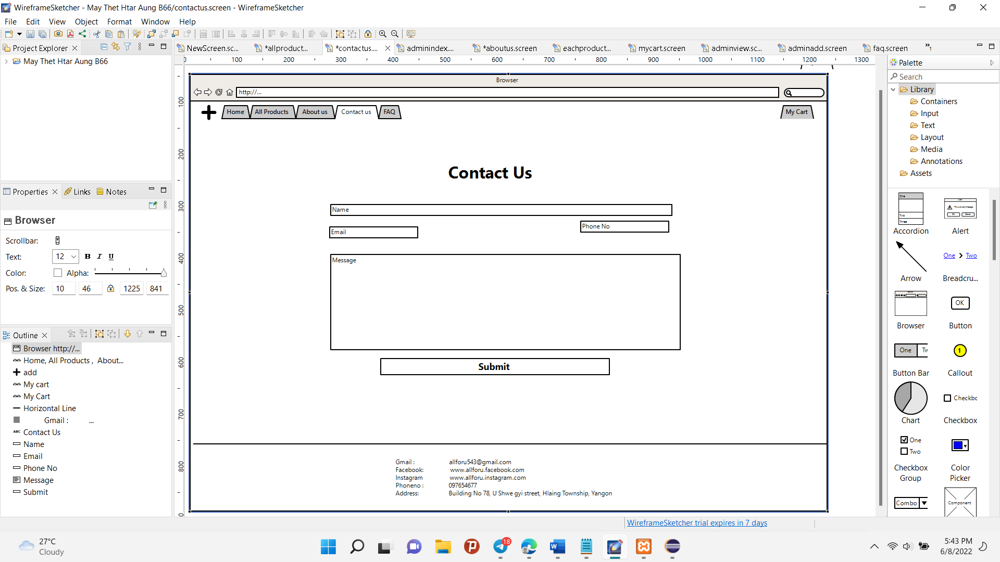 WireframeSketcher - May Thet Htar Aung B66/contactus.screen - WireframeSketcher
File Edit View Object Format Window Help
Project Explorer
May Thet Htar Aung B66
NewScreen.sc... *allproduct... *contactus.... adminindex.... *aboutus.screen eachproduct... mycart.screen adminview.sc... adminadd.screen faq.screen »1
0 100 200 300 400 500 600 700 800 900 1000 1100 1200 1300
100
200
300
400
500
600
700
800
Browser
http://...
Home All Products About us Contact us FAQ My Cart
Contact Us
Name
Email
Phone No
Message
Submit
Gmail : allforu543@gmail.com
Facebook: www.allforu.facebook.com
Instagram www.allforu.instagram.com
Phoneno : 097654677
Address: Building No 78, U Shwe gyi street, Hlaing Township, Yangon
Properties Links Notes
Browser
Scrollbar:
Text: 12 B I U
Color: Alpha:
Pos. & Size: 10 46 1225 841
Outline
Browser http://...
Home, All Products , About...
add
My cart
My Cart
Horizontal Line
Gmail : ...
ABC Contact Us
Name
Email
Phone No
Message
Submit
Palette
Search
Library
Containers
Input
Text
Layout
Media
Annotations
Assets
One
Two
Three
Accordion
Alert
Arrow
One > Two
Breadcru...
Browser
OK
Button
One Tw
Button Bar
1
Callout
Chart
Checkbc
Checkbox
One
Two
Checkbox Group
Color Picker
Combo
Component
WireframeSketcher trial expires in 7 days
27°C
Cloudy
18
5:43 PM
6/8/2022